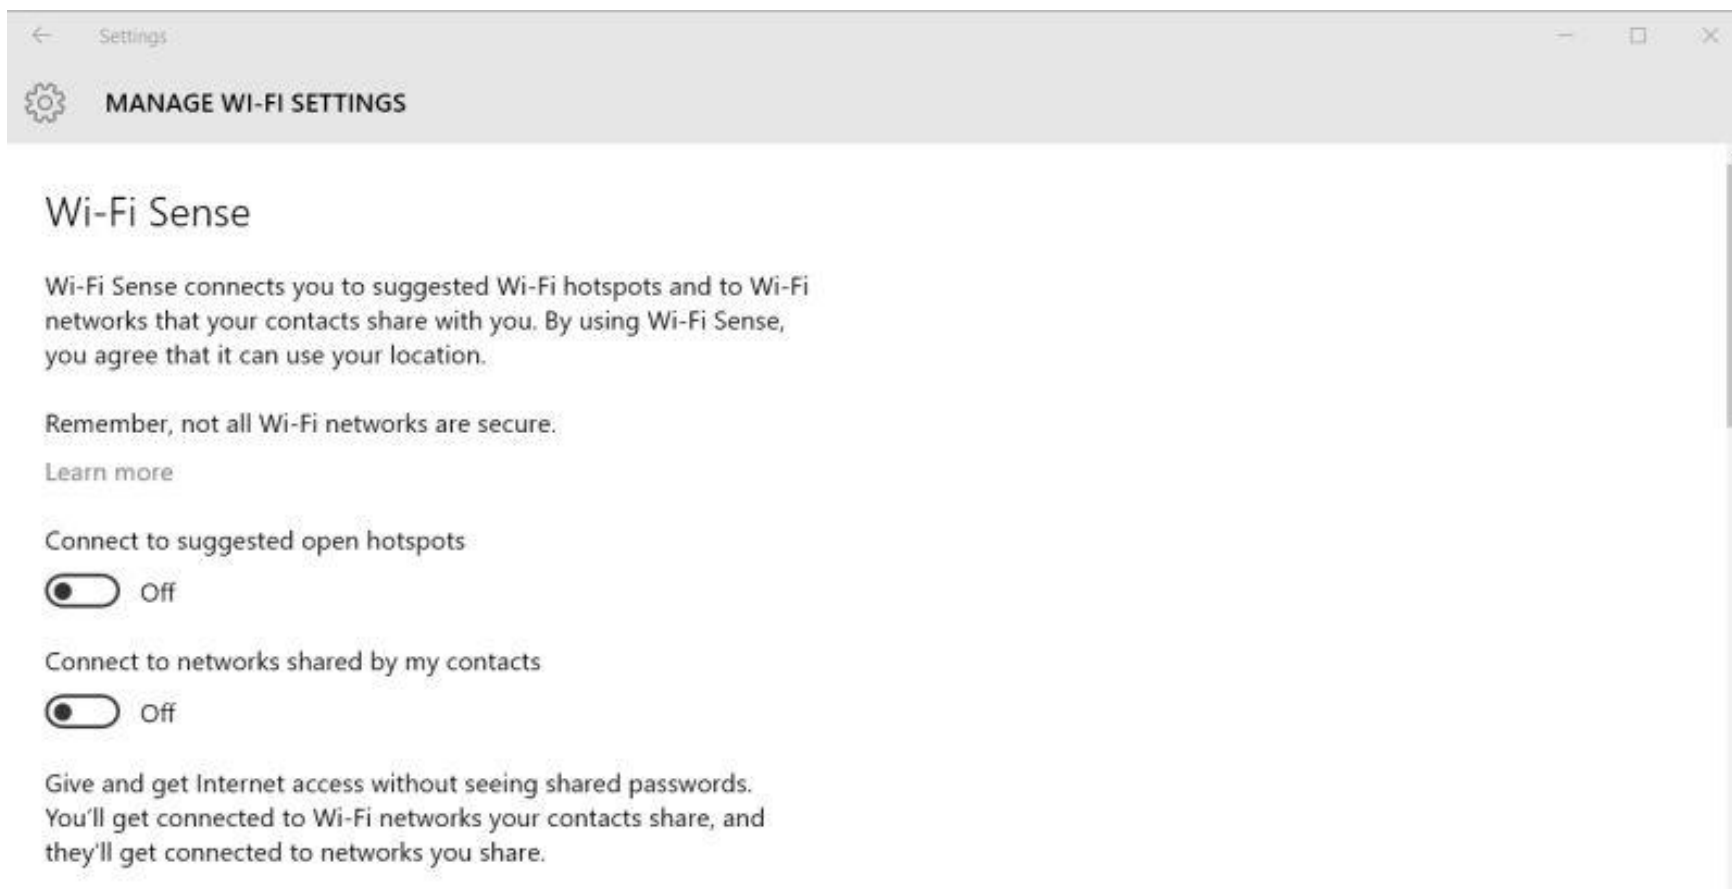 Settings
MANAGE WI-FI SETTINGS
Wi-Fi Sense
Wi-Fi Sense connects you to suggested Wi-Fi hotspots and to Wi-Fi
networks that your contacts share with you. By using Wi-Fi Sense,
you agree that it can use your location.
Remember, not all Wi-Fi networks are secure.
Learn more
Connect to suggested open hotspots
Off
Connect to networks shared by my contacts
Off
Give and get Internet access without seeing shared passwords.
You'll get connected to Wi-Fi networks your contacts share, and
they'll get connected to networks you share.